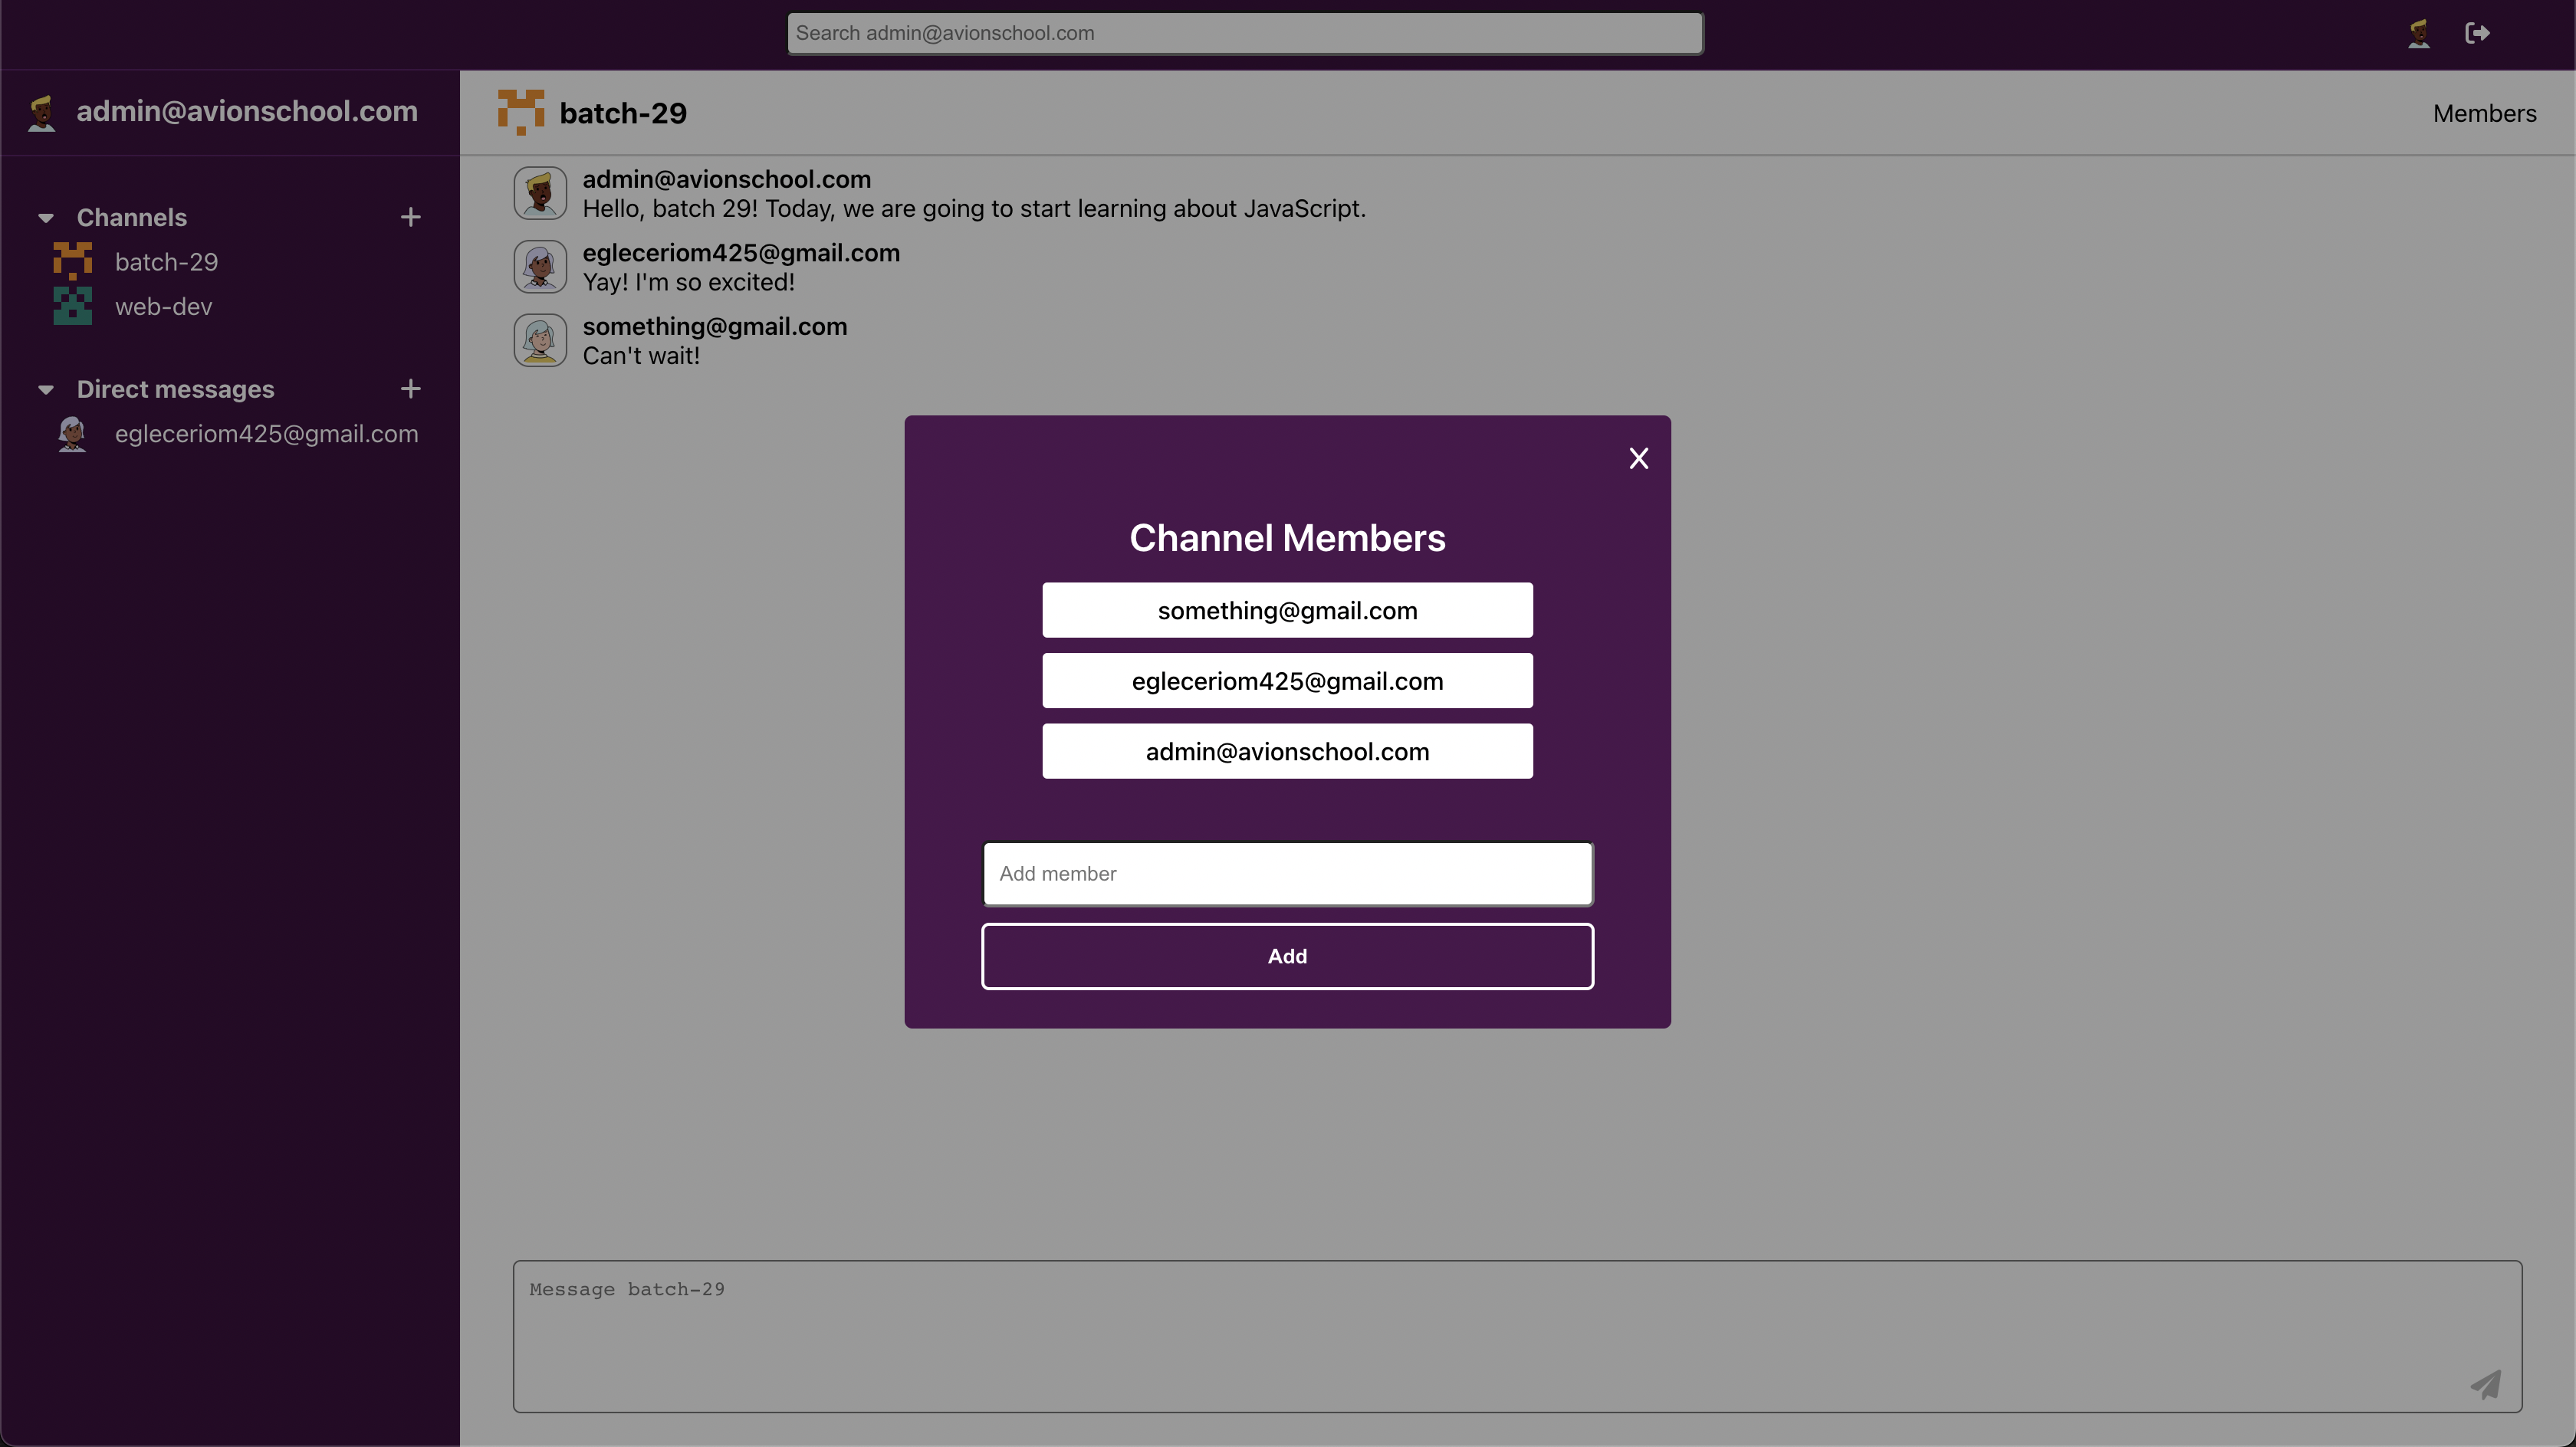 Search admin@avionschool.com
admin@avionschool.com
Channels
batch-29
web-dev
Direct messages
egleceriom425@gmail.com
batch-29
Members
admin@avionschool.com
Hello, batch 29! Today, we are going to start learning about JavaScript.
egleceriom425@gmail.com
Yay! I'm so excited!
something@gmail.com
Can't wait!
X
Channel Members
something@gmail.com
egleceriom425@gmail.com
admin@avionschool.com
Add member
Add
Message batch-29